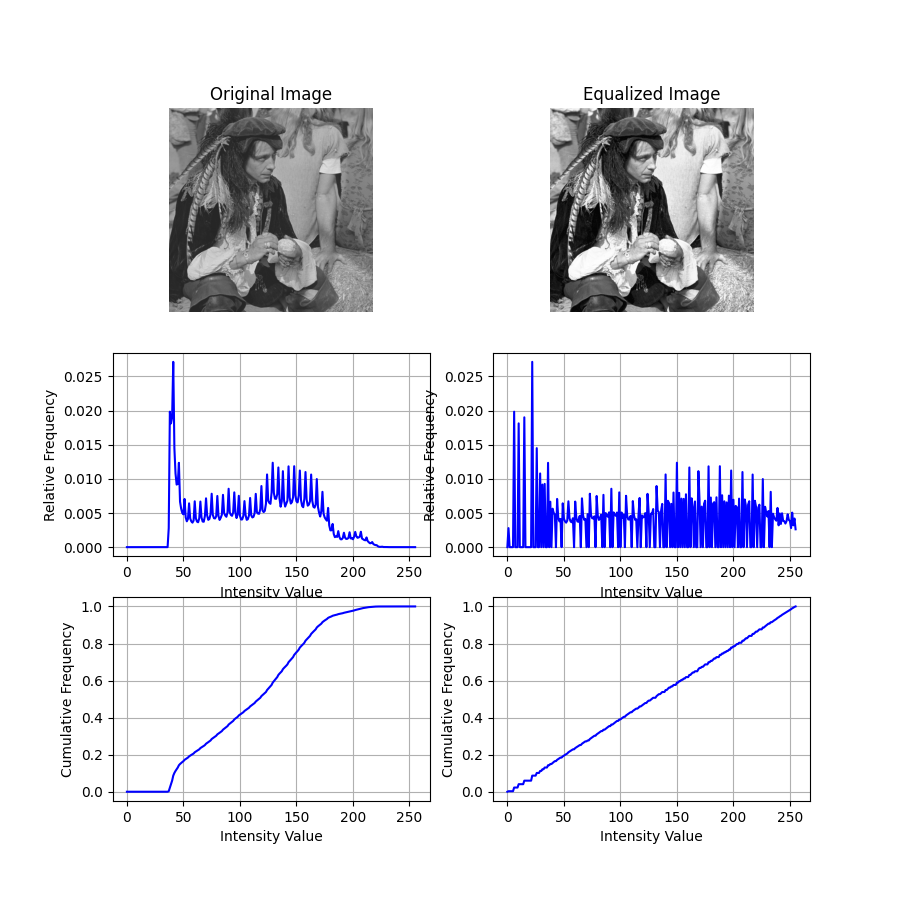 Original Image
Equalized Image
Relative Frequency
0.025
0.020
0.015
0.010
0.005
0.000
0 50 100 150 200 250
Intensity Value
Relative Frequency
0.025
0.020
0.015
0.010
0.005
0.000
0 50 100 150 200 250
Intensity Value
Cumulative Frequency
1.0
0.8
0.6
0.4
0.2
0.0
0 50 100 150 200 250
Intensity Value
Cumulative Frequency
1.0
0.8
0.6
0.4
0.2
0.0
0 50 100 150 200 250
Intensity Value